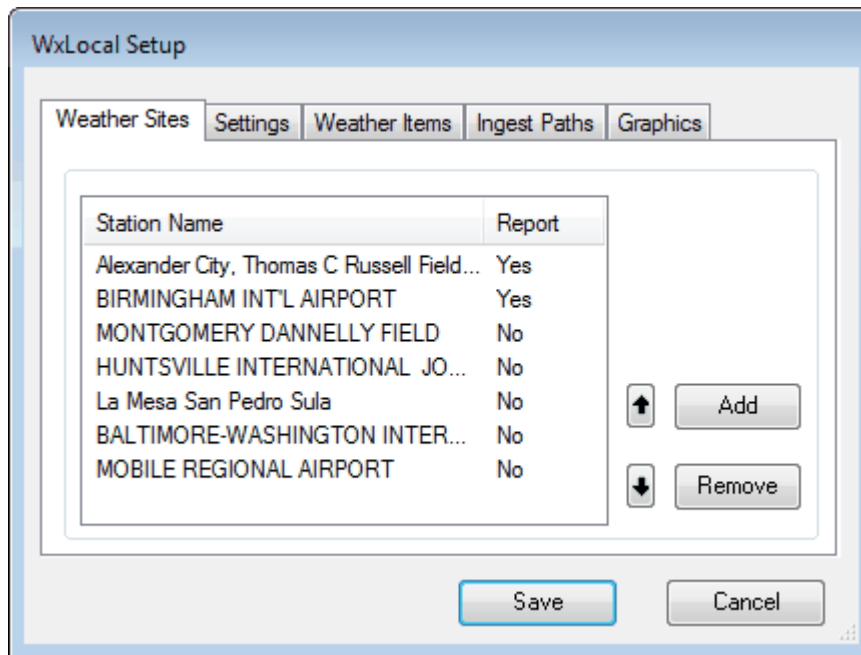 WxLocal Setup
Weather Sites Settings Weather Items Ingest Paths Graphics
Station Name Report
Alexander City, Thomas C Russell Field... Yes
BIRMINGHAM INT'L AIRPORT Yes
MONTGOMERY DANNELLY FIELD No
HUNTSVILLE INTERNATIONAL JO... No
La Mesa San Pedro Sula No
BALTIMORE-WASHINGTON INTER... No
MOBILE REGIONAL AIRPORT No
Add
Remove
Save Cancel